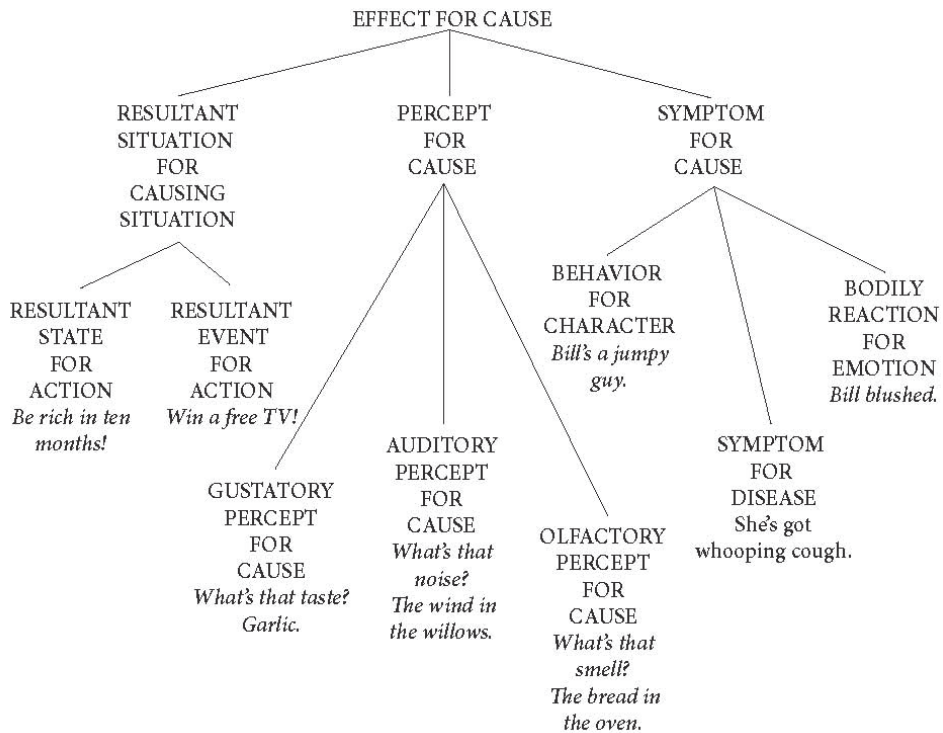 EFFECT FOR CAUSE
RESULTANT
SITUATION
FOR
CAUSING
SITUATION
PERCEPT
FOR
CAUSE
SYMPTOM
FOR
CAUSE
RESULTANT
STATE
FOR
ACTION
Be rich in ten
months!
RESULTANT
EVENT
FOR
ACTION
Win a free TV!
GUSTATORY
PERCEPT
FOR
CAUSE
What's that taste?
Garlic.
AUDITORY
PERCEPT
FOR
CAUSE
What's that
noise?
The wind in
the willows.
OLFACTORY
PERCEPT
FOR
CAUSE
What's that
smell?
The bread in
the oven.
BEHAVIOR
FOR
CHARACTER
Bill's a jumpy
guy.
SYMPTOM
FOR
DISEASE
She's got
whooping cough.
BODILY
REACTION
FOR
EMOTION
Bill blushed.